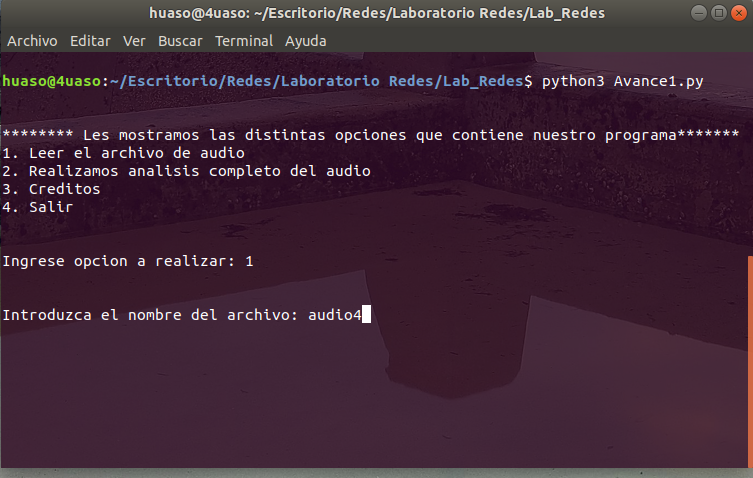 huaso@4uaso: ~/Escritorio/Redes/Laboratorio Redes/Lab_Redes
Archivo Editar Ver Buscar Terminal Ayuda
huaso@4uaso:~/Escritorio/Redes/Laboratorio Redes/Lab_Redes$ python3 Avance1.py
******** Les mostramos las distintas opciones que contiene nuestro programa*******
1. Leer el archivo de audio
2. Realizamos analisis completo del audio
3. Creditos
4. Salir
Ingrese opcion a realizar: 1
Introduzca el nombre del archivo: audio4